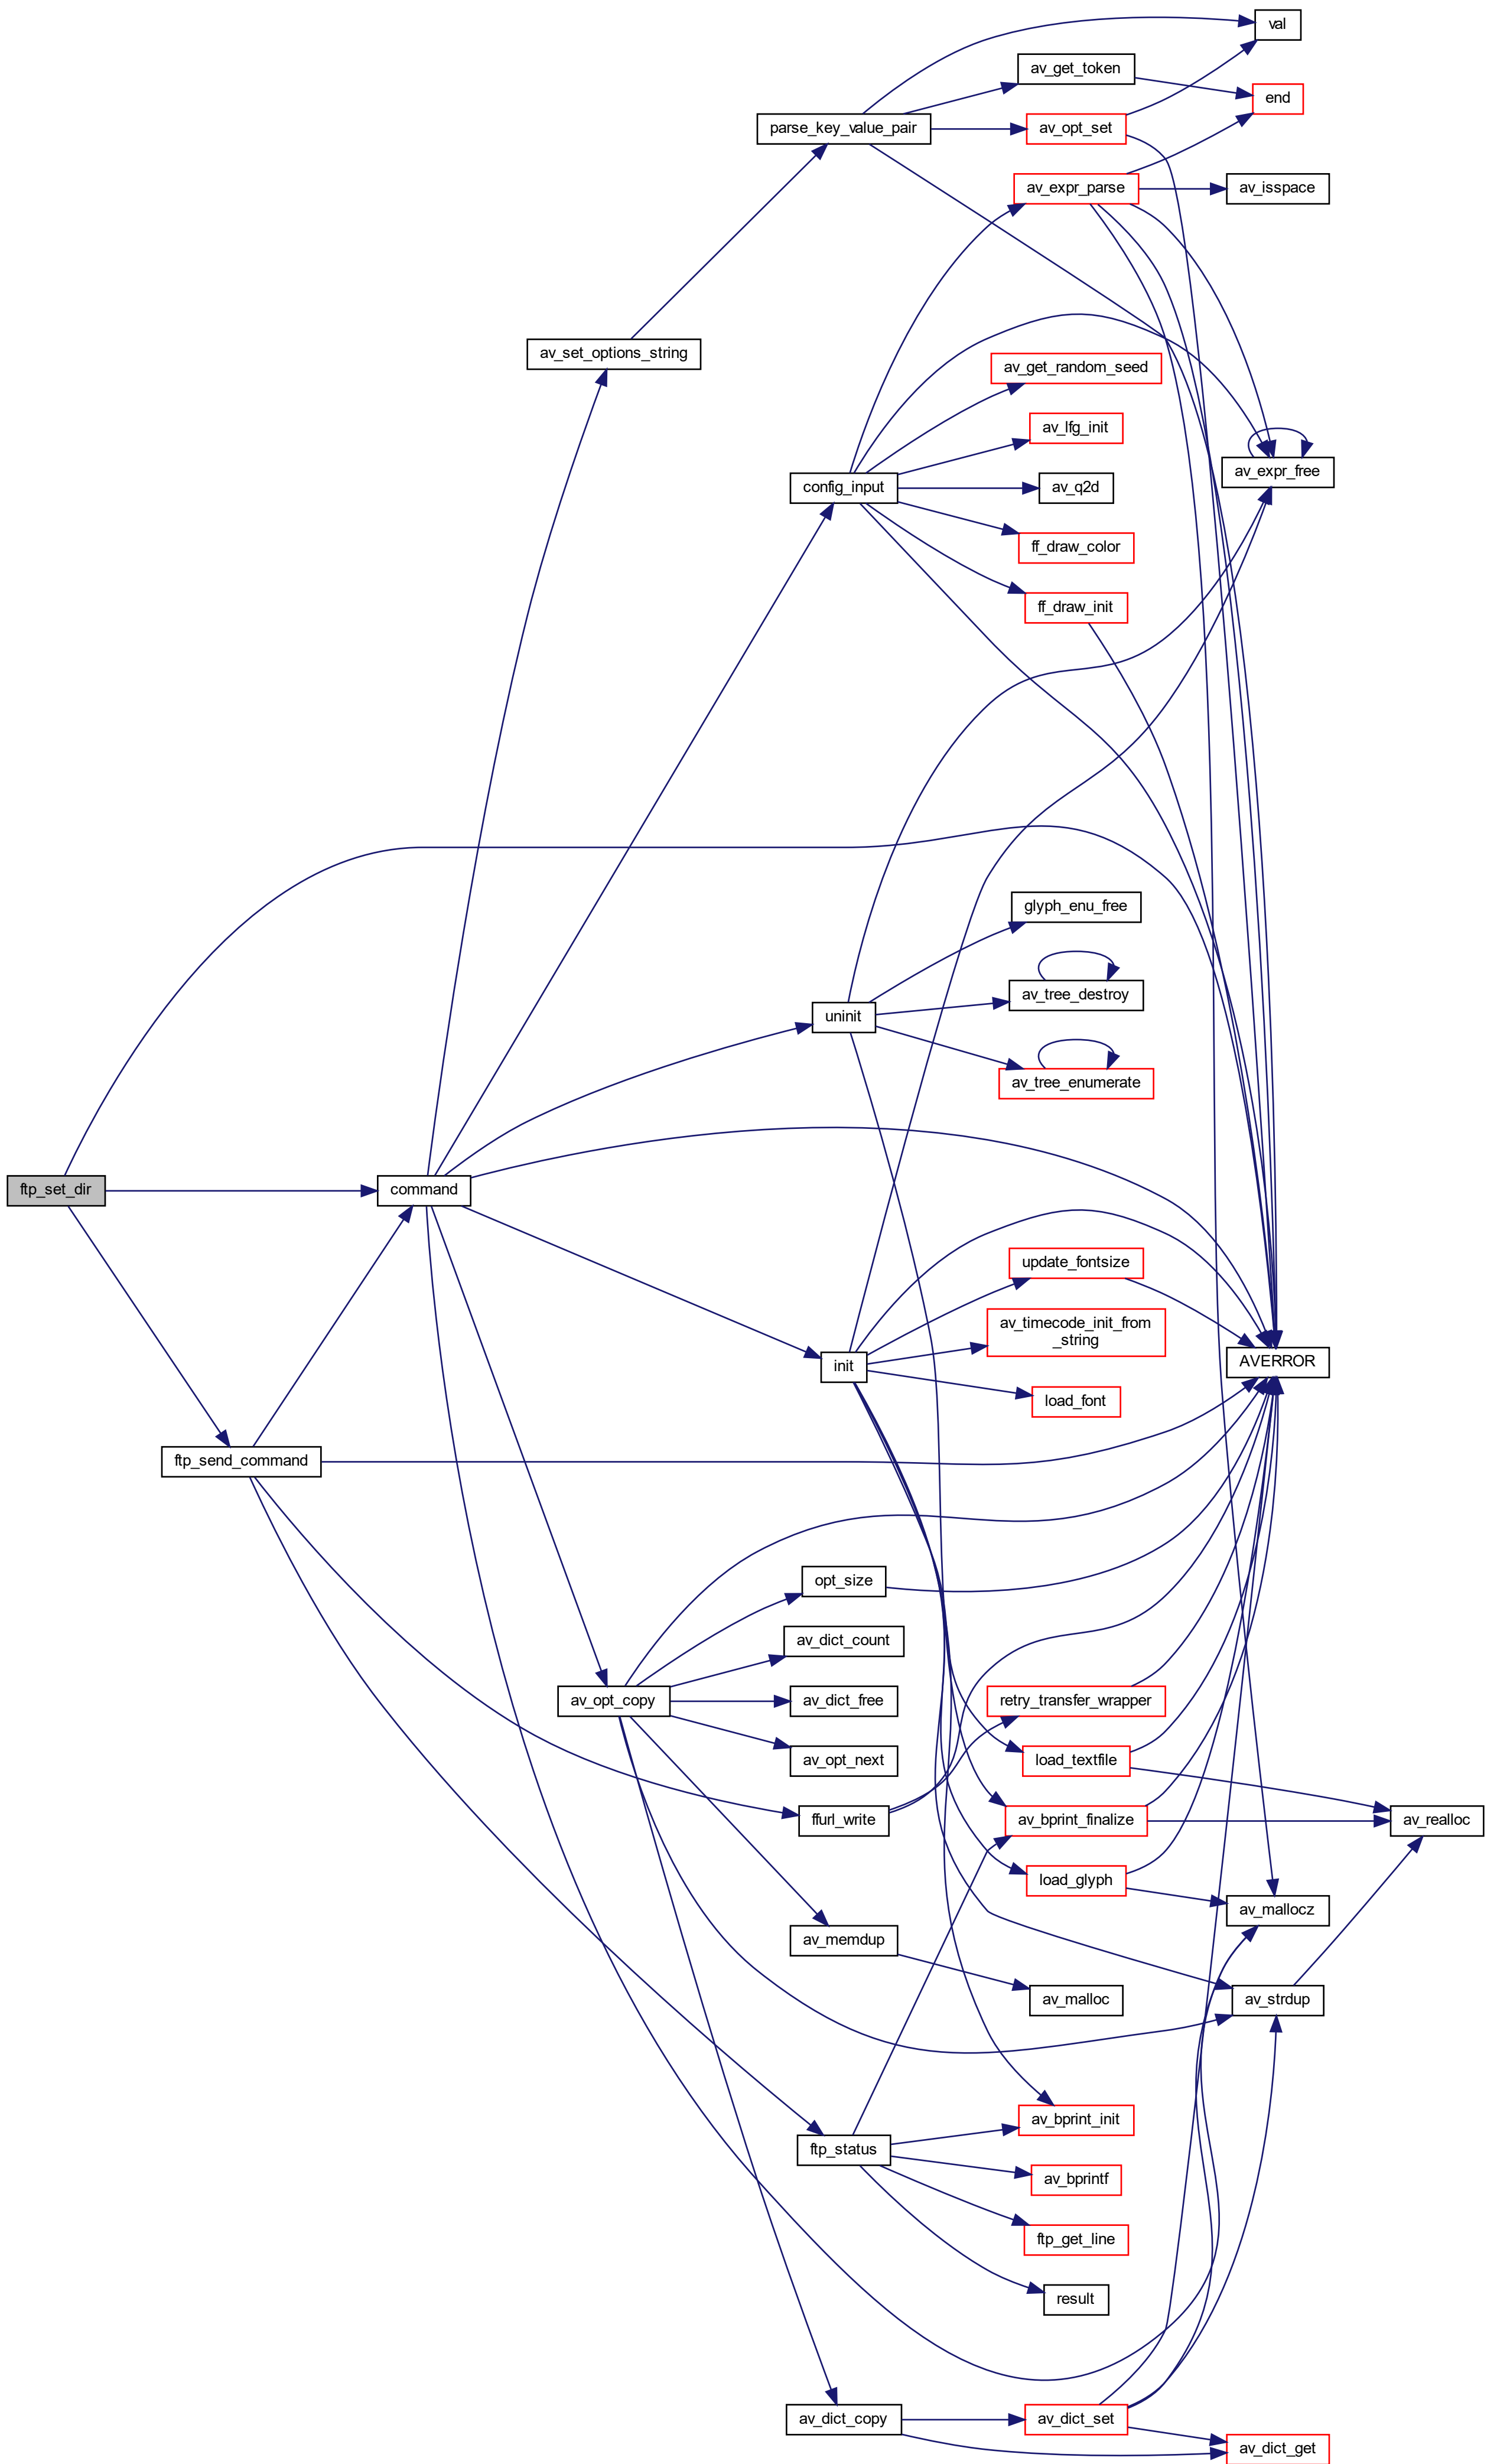 val
av_get_token
end
parse_key_value_pair
av_opt_set
av_expr_parse
av_isspace
av_set_options_string
av_get_random_seed
av_lfg_init
av_expr_free
config_input
av_q2d
ff_draw_color
ff_draw_init
glyph_enu_free
av_tree_destroy
uninit
av_tree_enumerate
ftp_set_dir
command
update_fontsize
av_timecode_init_from
_string
init
AVERROR
load_font
ftp_send_command
opt_size
av_dict_count
av_opt_copy
av_dict_free
retry_transfer_wrapper
av_opt_next
load_textfile
ffurl_write
av_bprint_finalize
av_realloc
load_glyph
av_mallocz
av_memdup
av_malloc
av_strdup
av_bprint_init
ftp_status
av_bprintf
ftp_get_line
result
av_dict_copy
av_dict_set
av_dict_get